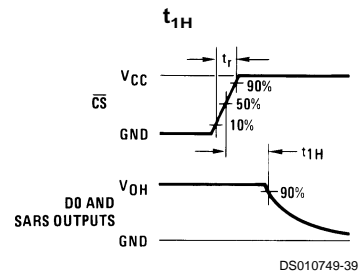 t1H
tr
VCC
90%
CS
50%
10%
GND
t1H
VOH
90%
DO AND
SARS OUTPUTS
GND
DS010749-39